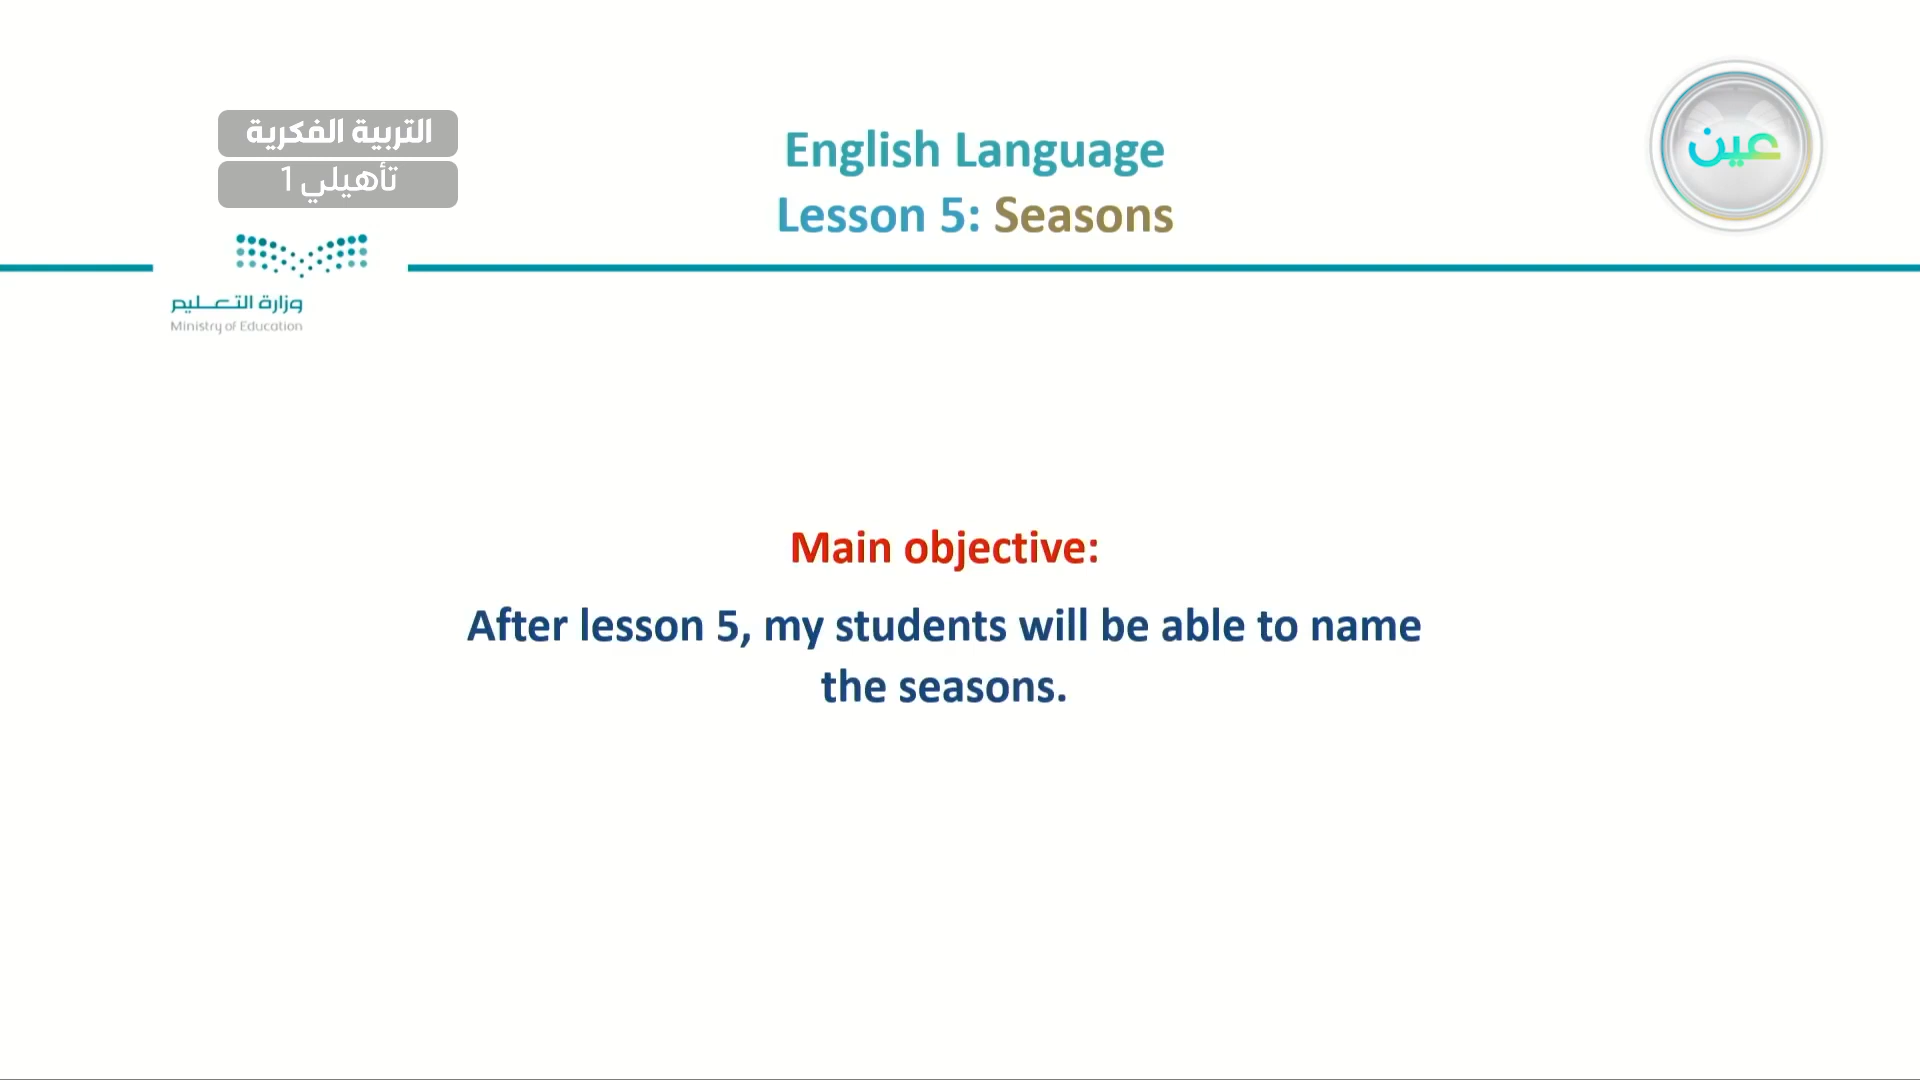 التربية الفكرية
تأهيلي 1
English Language
Lesson 5: Seasons
عين
وزارة التعليم
Ministry of Education
Main objective:
After lesson 5, my students will be able to name
the seasons.